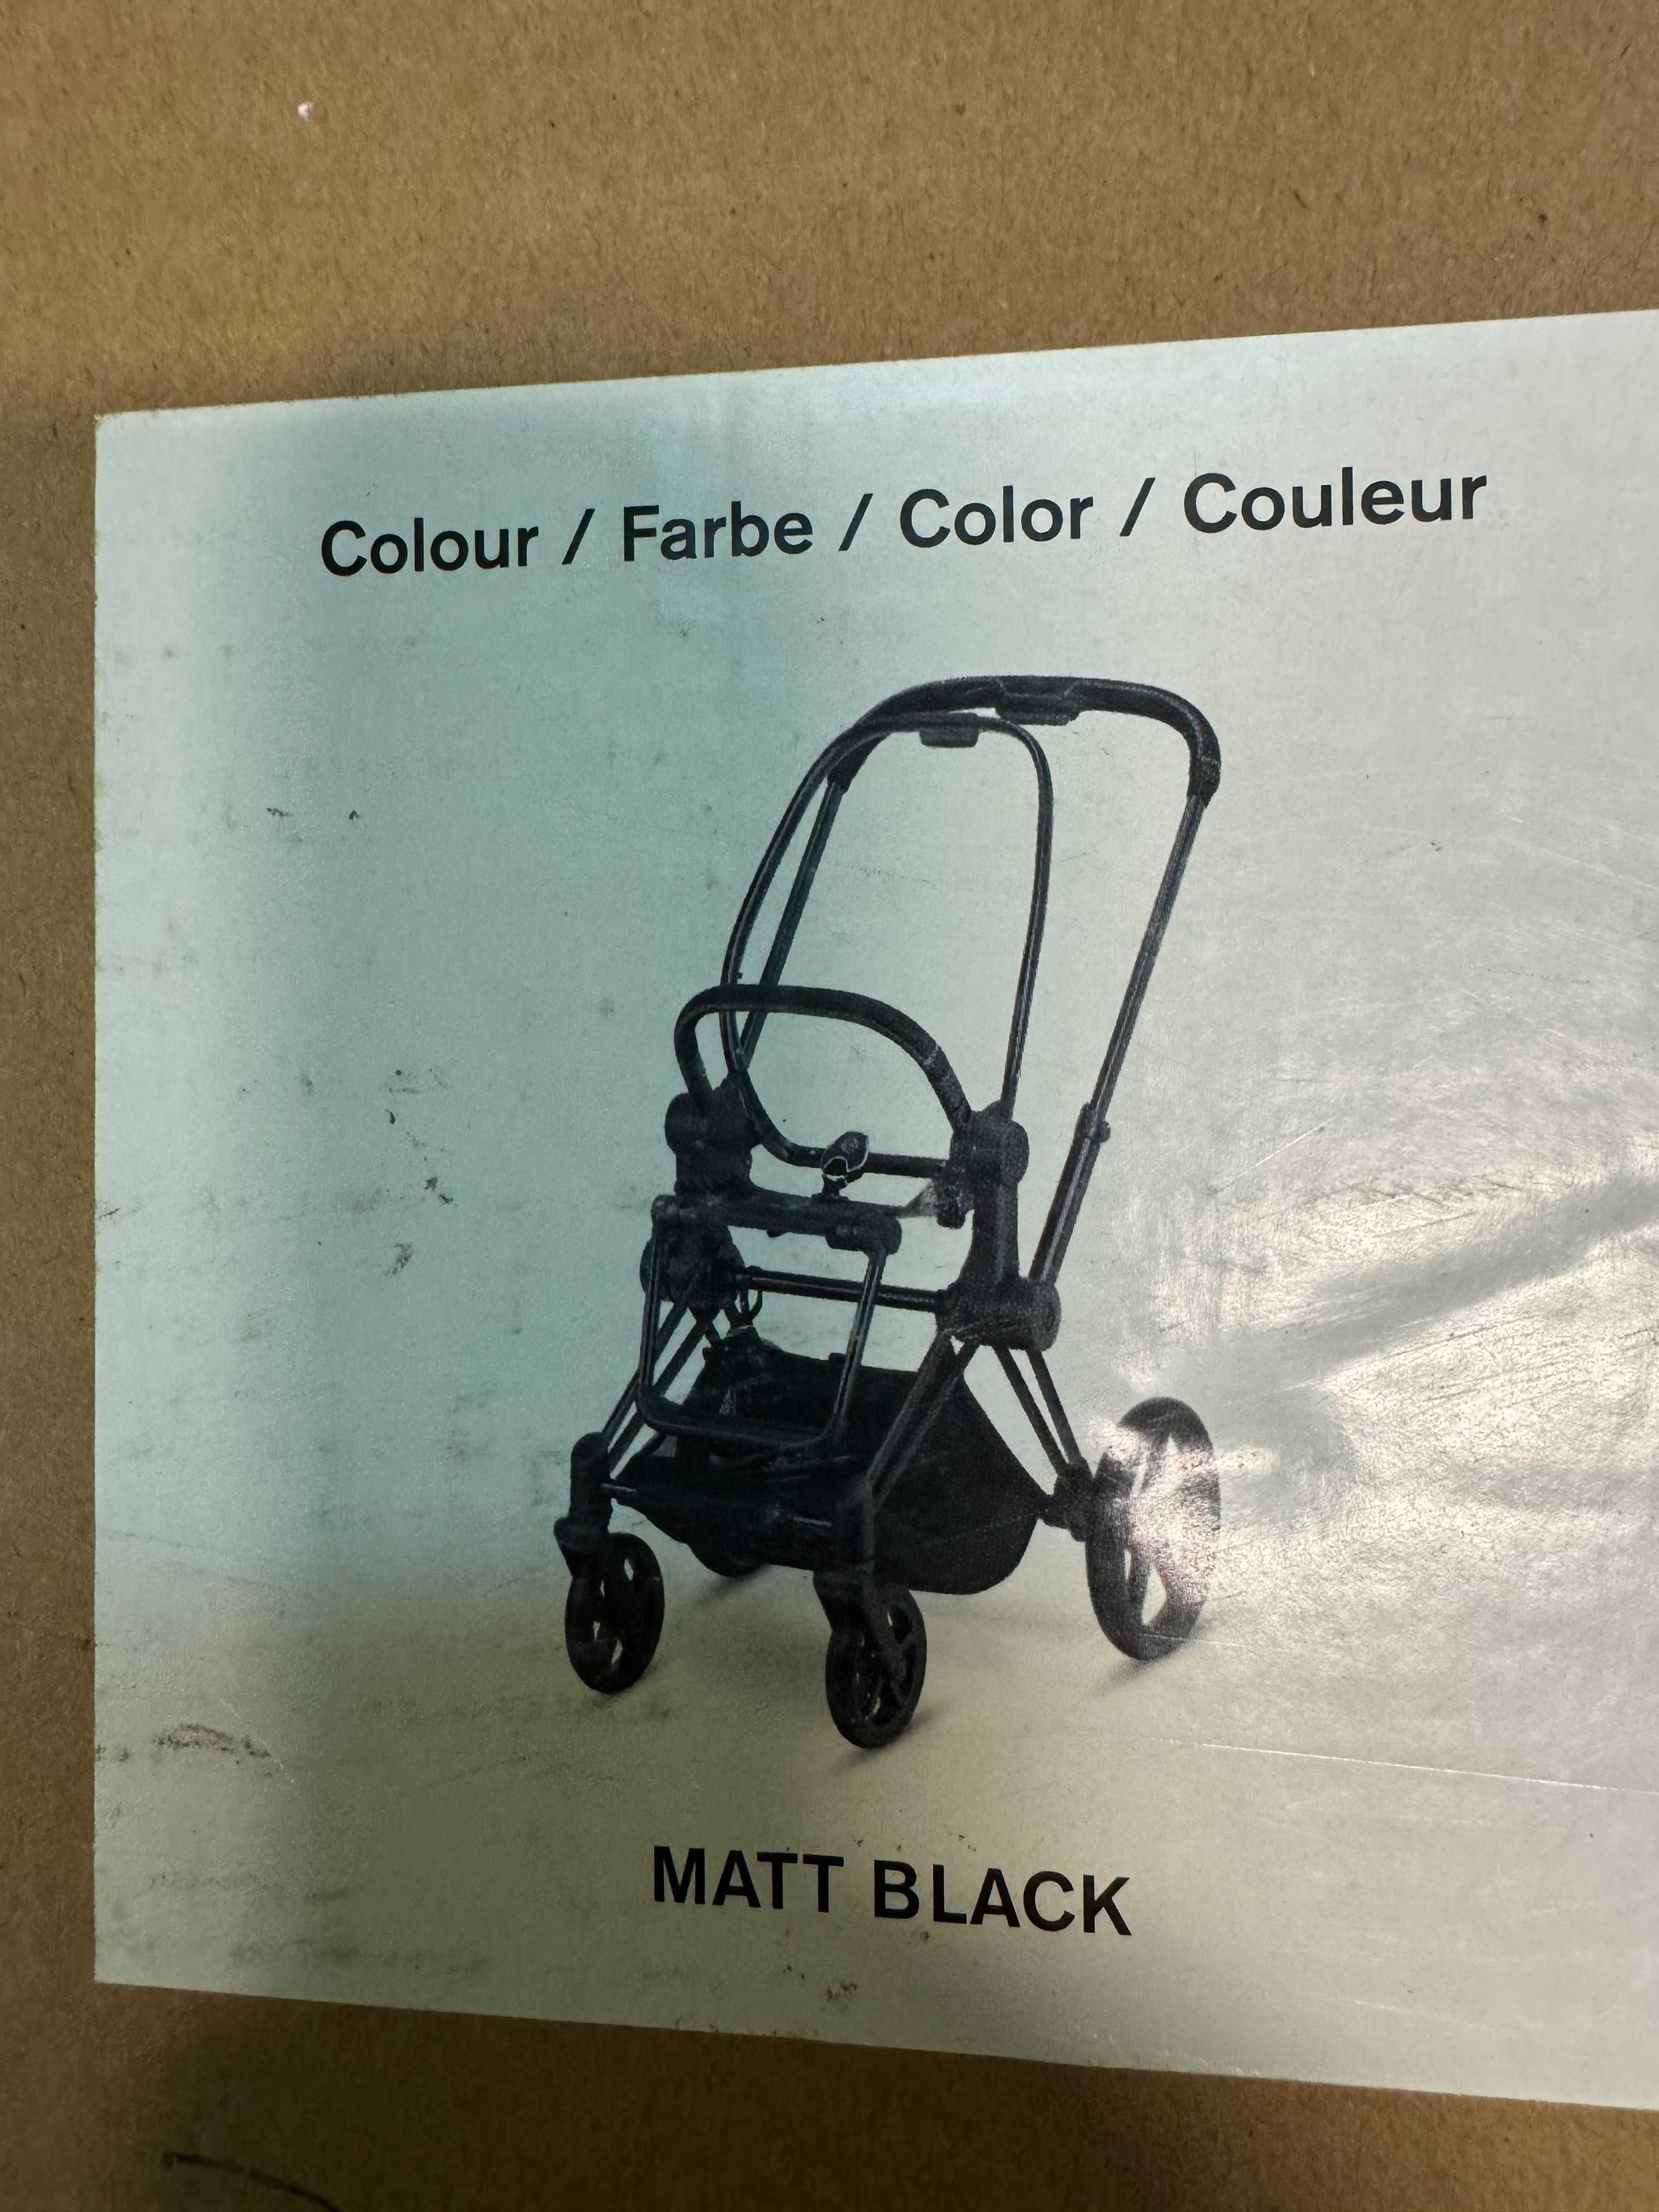 Colour / Farbe / Color / Couleur
MATT BLACK